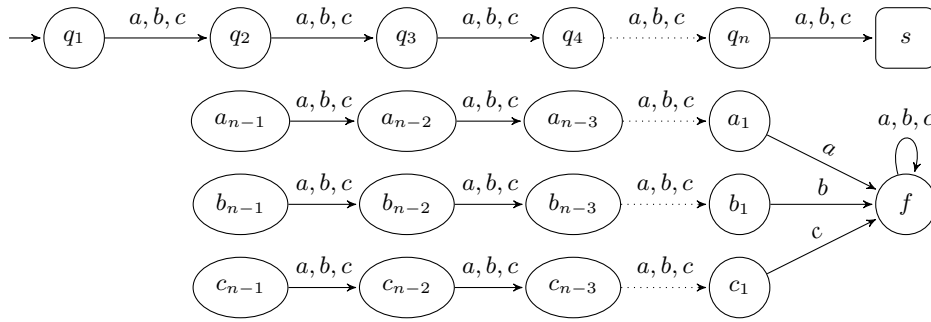 a, b, c a, b, c a, b, c a, b, c a, b, c
q₁ q₂ q₃ q₄ qₙ s
a, b, c a, b, c a, b, c
aₙ₋₁ aₙ₋₂ aₙ₋₃ a₁ a a, b, c
a, b, c a, b, c a, b, c
bₙ₋₁ bₙ₋₂ bₙ₋₃ b₁ b f
a, b, c a, b, c a, b, c
cₙ₋₁ cₙ₋₂ cₙ₋₃ c₁ c